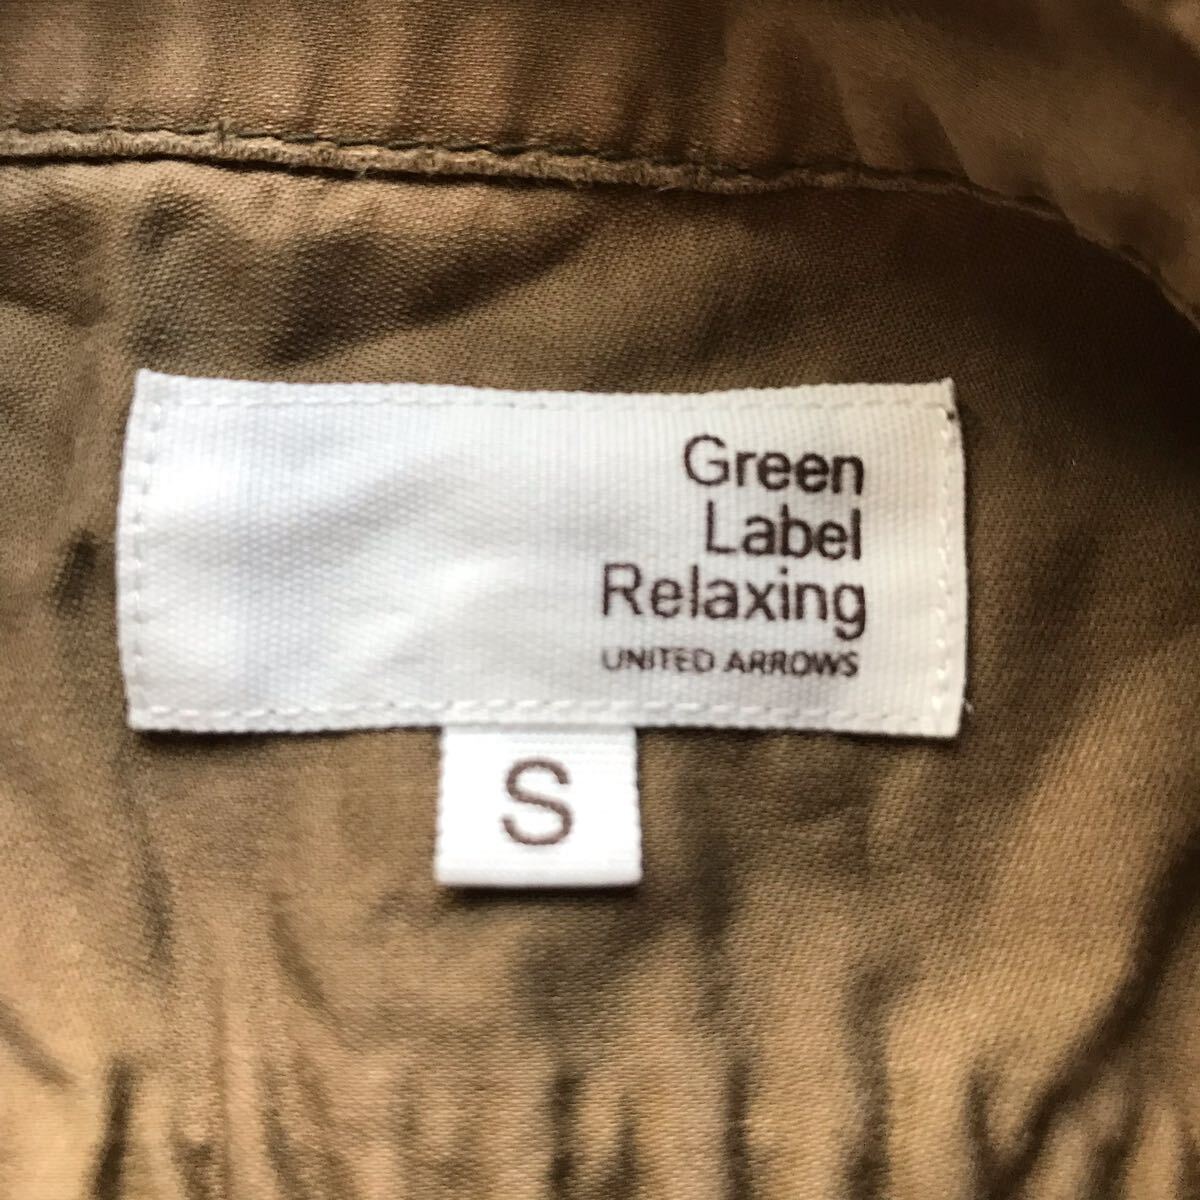 Green
Label
Relaxing
UNITED ARROWS
S